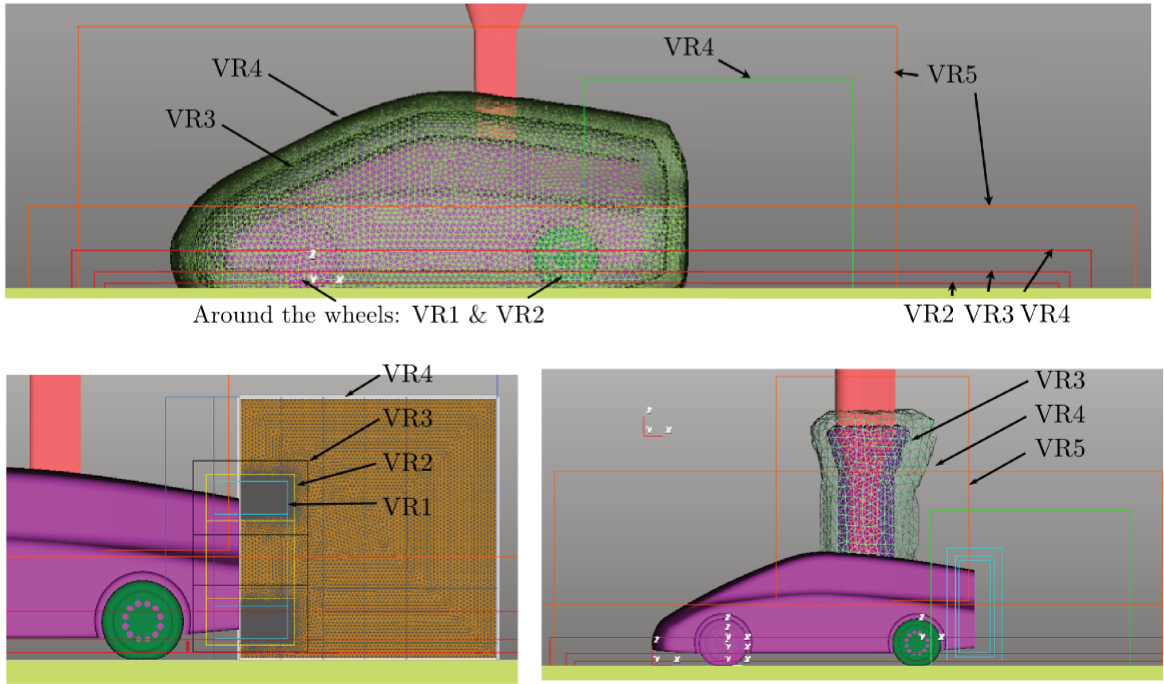 VR4
VR4
VR5
VR3
Z
Y X
Around the wheels: VR1 & VR2
VR2 VR3 VR4
VR4
VR3
VR2
VR1
VR3
VR4
VR5
Z
Y X
Z
Y X
Z
Z
Y X
Y X
Y X
Z
Y X